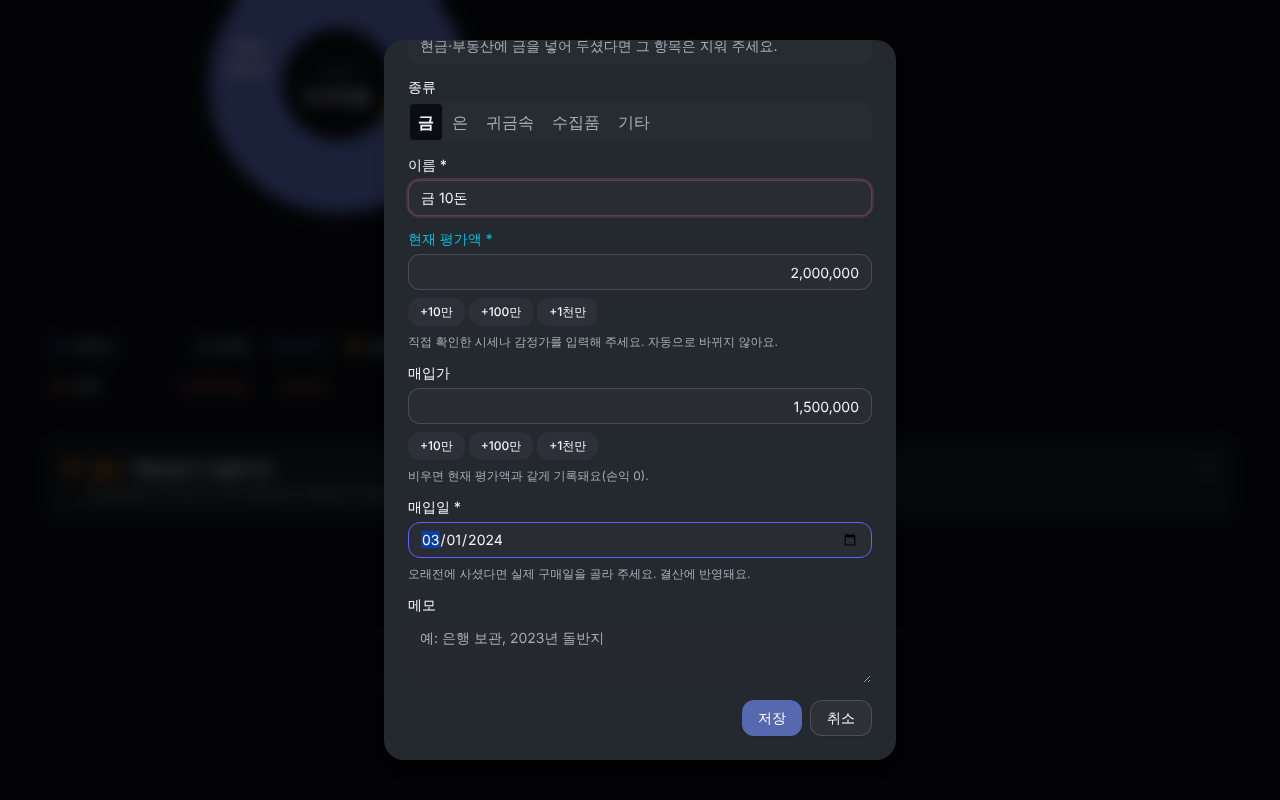 현금·부동산에 금을 넣어 두셨다면 그 항목은 지워 주세요.
종류
금 은 귀금속 수집품 기타
이름 *
금 10돈
현재 평가액 *
2,000,000
+10만 +100만 +1천만
직접 확인한 시세나 감정가를 입력해 주세요. 자동으로 바뀌지 않아요.
매입가
1,500,000
+10만 +100만 +1천만
비우면 현재 평가액과 같게 기록돼요(손익 0).
매입일 *
03/01/2024
오래전에 사셨다면 실제 구매일을 골라 주세요. 결산에 반영돼요.
메모
예: 은행 보관, 2023년 돌반지
저장 취소